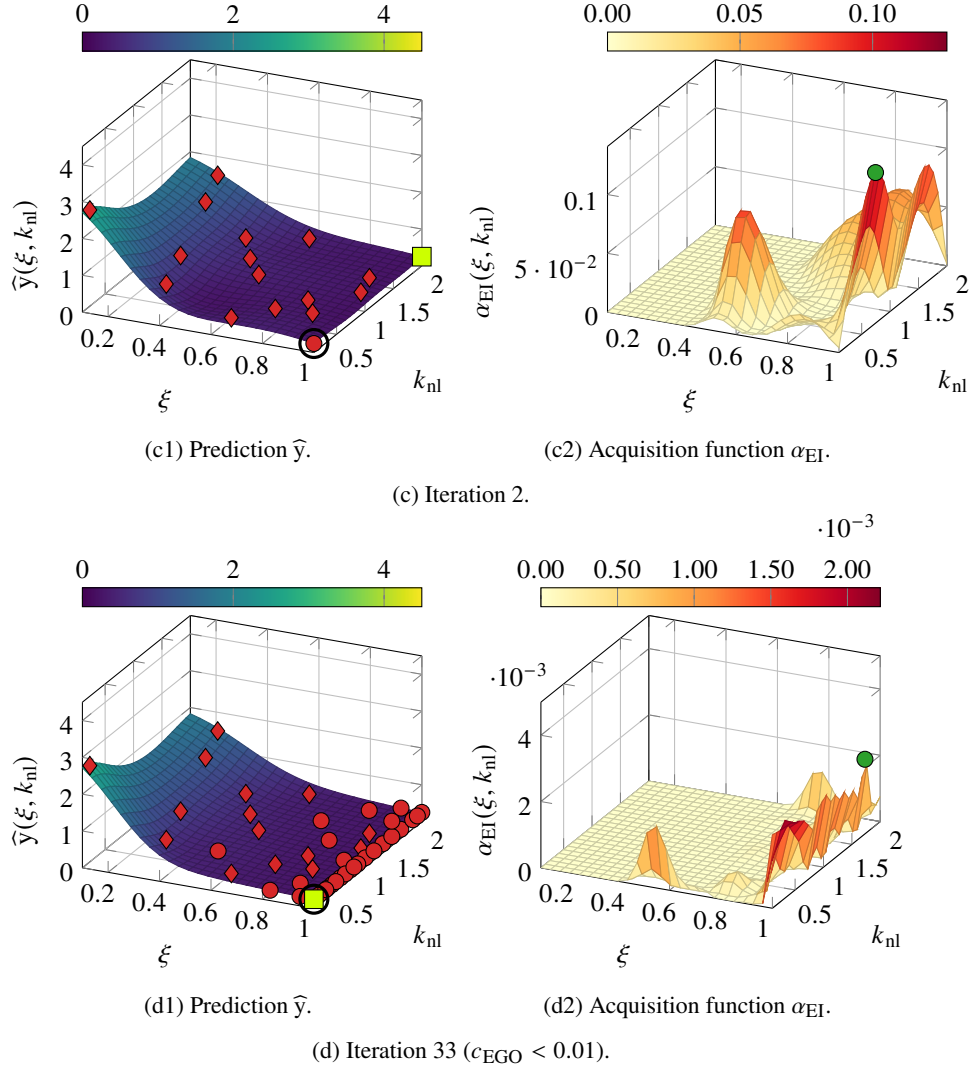 0 2 4
0.00 0.05 0.10
ŷ(ξ, k_nl)
4
3
2
1
0
0.2 0.4 0.6 0.8 1
ξ
0.5 1 1.5 2
k_nl
α_EI(ξ, k_nl)
0.1
5 · 10⁻²
0
0.2 0.4 0.6 0.8 1
ξ
0.5 1 1.5 2
k_nl
(c1) Prediction ŷ.
(c2) Acquisition function α_EI.
(c) Iteration 2.
0 2 4
·10⁻³
0.00 0.50 1.00 1.50 2.00
ŷ(ξ, k_nl)
4
3
2
1
0
0.2 0.4 0.6 0.8 1
ξ
0.5 1 1.5 2
k_nl
·10⁻³
α_EI(ξ, k_nl)
4
2
0
0.2 0.4 0.6 0.8 1
ξ
0.5 1 1.5 2
k_nl
(d1) Prediction ŷ.
(d2) Acquisition function α_EI.
(d) Iteration 33 (c_EGO < 0.01).